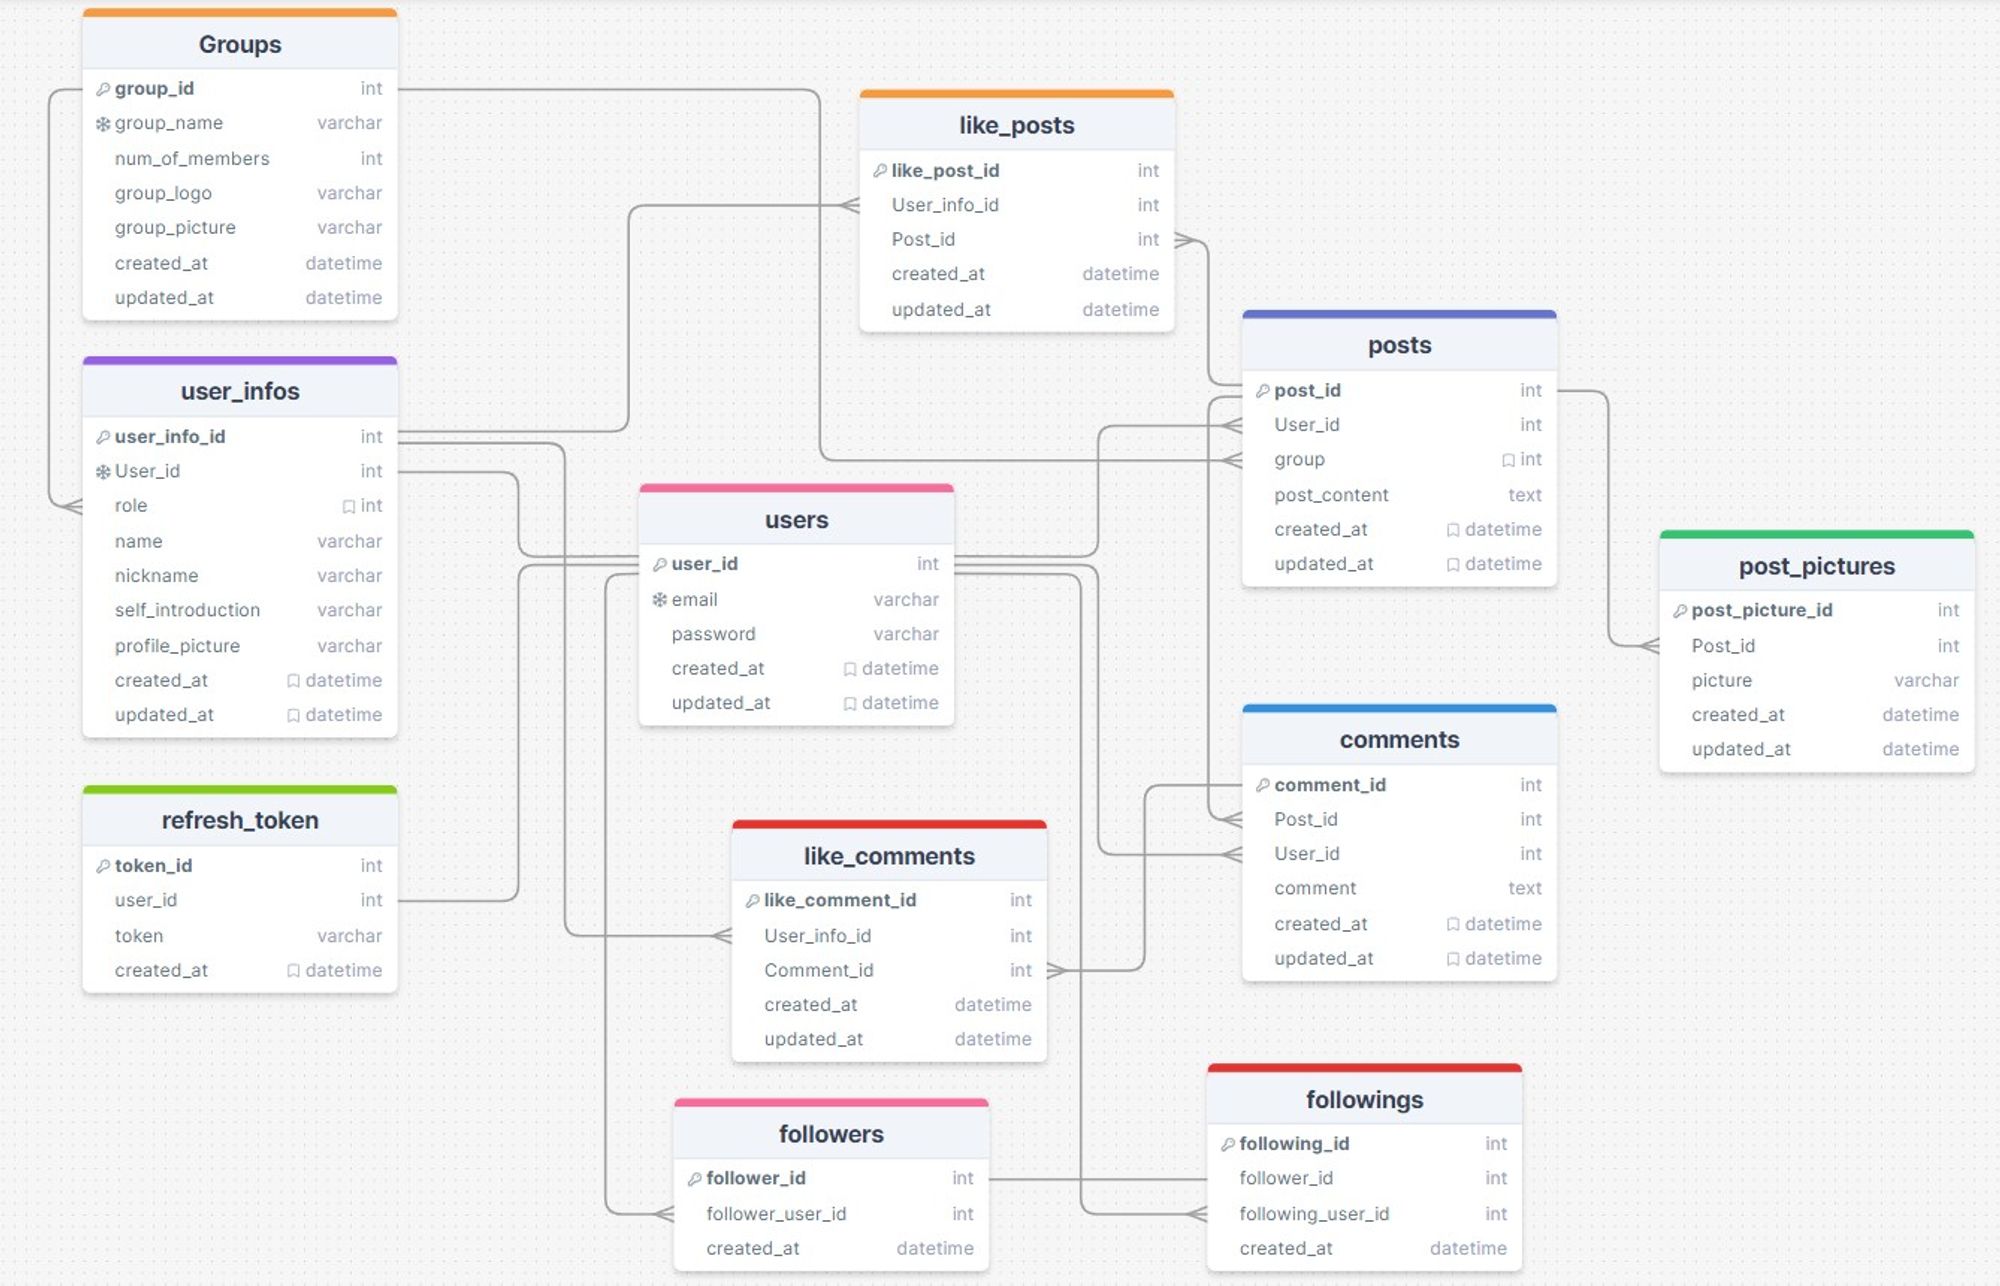 Groups
group_id int
group_name varchar
num_of_members int
group_logo varchar
group_picture varchar
created_at datetime
updated_at datetime
like_posts
like_post_id int
User_info_id int
Post_id int
created_at datetime
updated_at datetime
posts
post_id int
User_id int
group int
post_content text
created_at datetime
updated_at datetime
user_infos
user_info_id int
User_id int
role int
name varchar
nickname varchar
self_introduction varchar
profile_picture varchar
created_at datetime
updated_at datetime
users
user_id int
email varchar
password varchar
created_at datetime
updated_at datetime
post_pictures
post_picture_id int
Post_id int
picture varchar
created_at datetime
updated_at datetime
comments
comment_id int
Post_id int
User_id int
comment text
created_at datetime
updated_at datetime
refresh_token
token_id int
user_id int
token varchar
created_at datetime
like_comments
like_comment_id int
User_info_id int
Comment_id int
created_at datetime
updated_at datetime
followers
follower_id int
follower_user_id int
created_at datetime
followings
following_id int
follower_id int
following_user_id int
created_at datetime